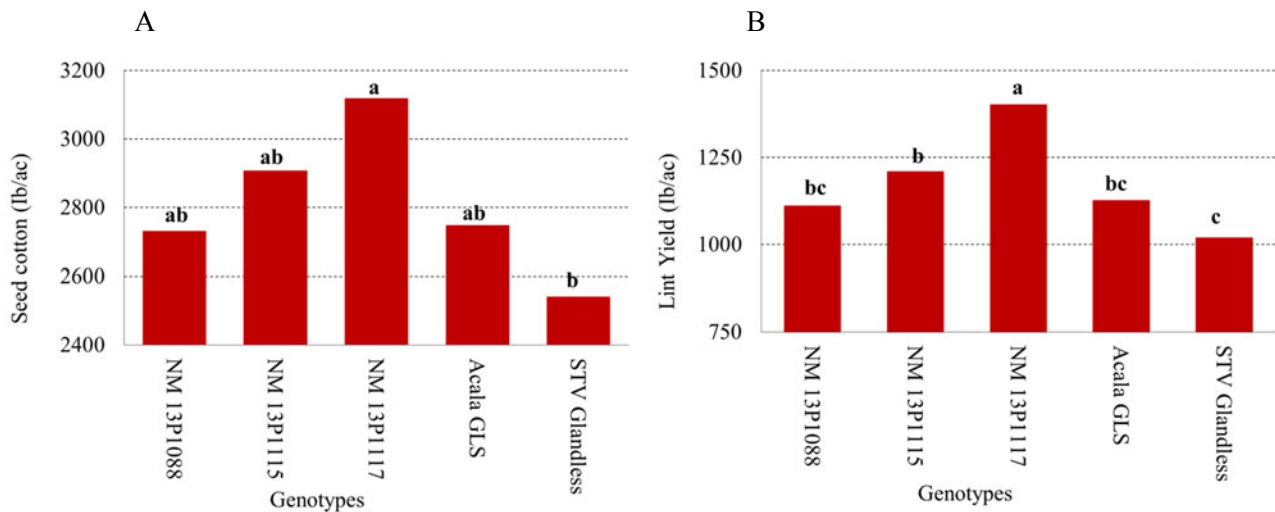 A
Seed cotton (Ib/ac)
3200
3000
2800
2600
2400
ab
ab
a
ab
b
NM 13P1088
NM 13P1115
NM 13P1117
Acala GLS
STV Glandless
Genotypes
B
Lint Yield (Ib/ac)
1500
1250
1000
750
bc
b
a
bc
c
NM 13P1088
NM 13P1115
NM 13P1117
Acala GLS
STV Glandless
Genotypes